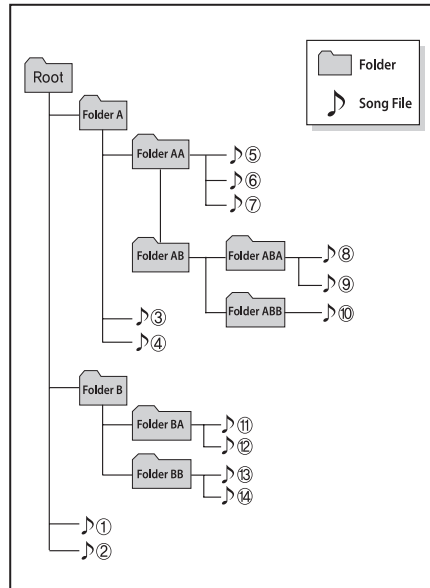 Root
Folder
Song File
Folder A
Folder AA
⑤
⑥
⑦
Folder AB
Folder ABA
⑧
⑨
Folder ABB
⑩
③
④
Folder B
Folder BA
⑪
⑫
Folder BB
⑬
⑭
①
②